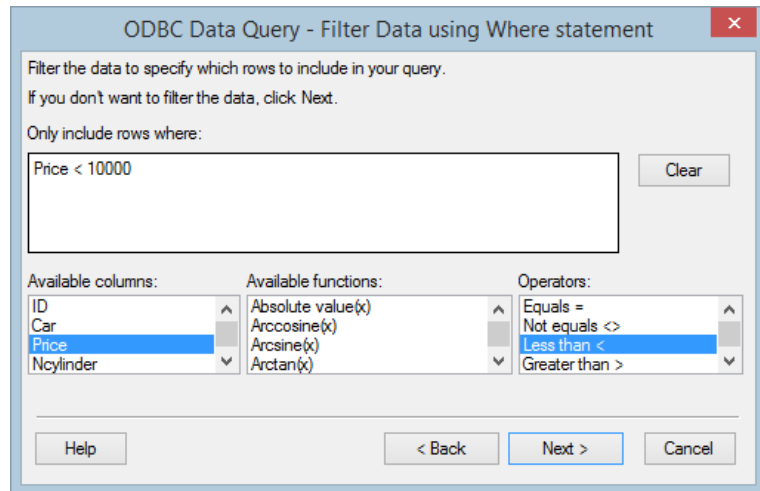 ODBC Data Query - Filter Data using Where statement
Filter the data to specify which rows to include in your query.
If you don't want to filter the data, click Next.
Only include rows where:
Price < 10000
Clear
Available columns:
ID
Car
Price
Ncylinder
Available functions:
Absolute value(x)
Arccosine(x)
Arcsine(x)
Arctan(x)
Operators:
Equals =
Not equals <>
Less than <
Greater than >
Help
< Back
Next >
Cancel